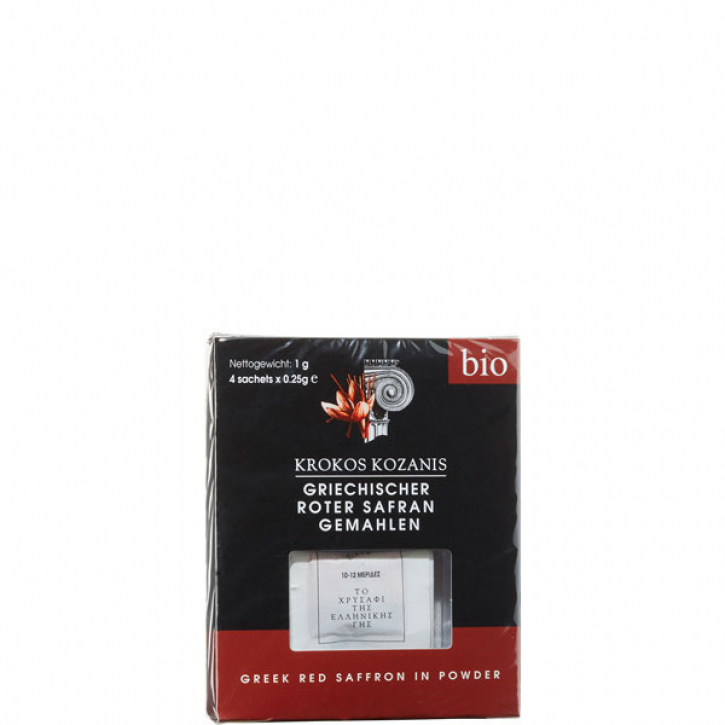 Nettogewicht: 1 g
4 sachets x 0.25g ℮
bio
KROKOS KOZANIS
GRIECHISCHER
ROTER SAFRAN
GEMAHLEN
10-12 ΜΕΡΙΔΕΣ
ΤΟ
ΧΡΥΣΑΦΙ
ΤΗΣ
ΕΛΛΗΝΙΚΗΣ
ΓΗΣ
GREEK RED SAFFRON IN POWDER